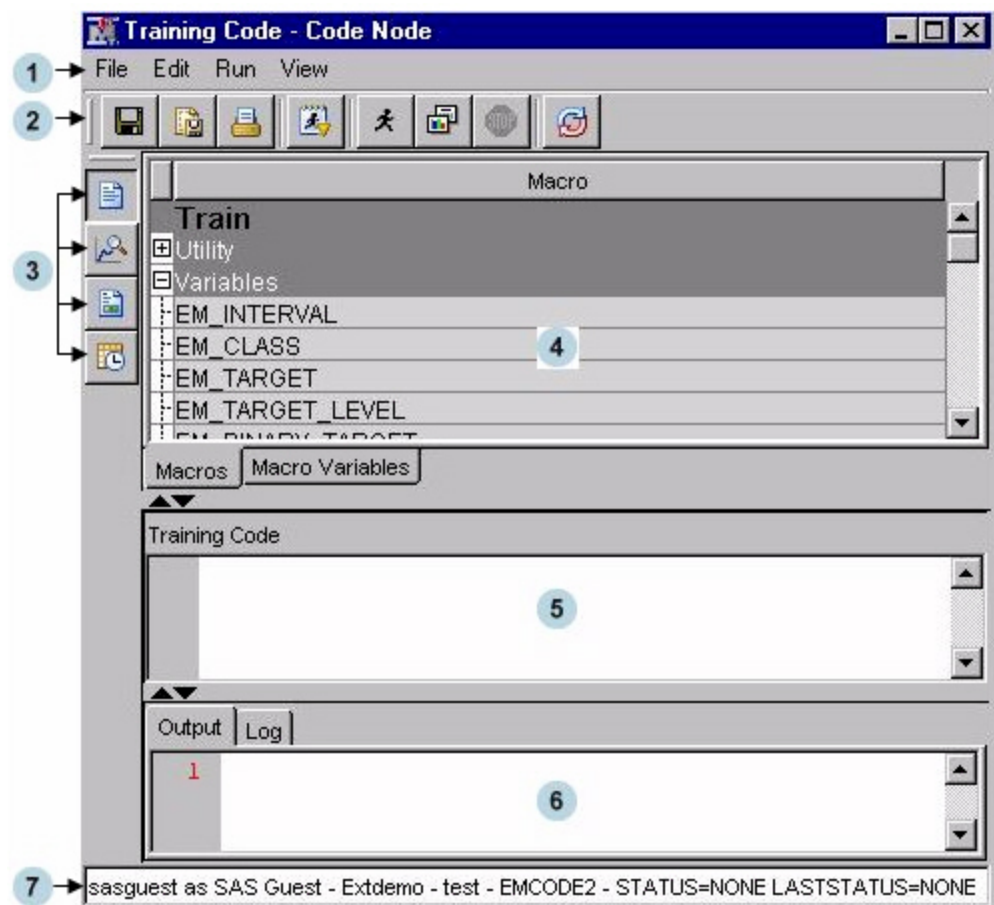 Training Code - Code Node
1
File Edit Run View
2
STOP
3
Macro
Train
Utility
Variables
EM_INTERVAL
EM_CLASS
4
EM_TARGET
EM_TARGET_LEVEL
EM_BINARY_TARGET
Macros Macro Variables
Training Code
5
Output Log
1
6
7
sasguest as SAS Guest - Extdemo - test - EMCODE2 - STATUS=NONE LASTSTATUS=NONE